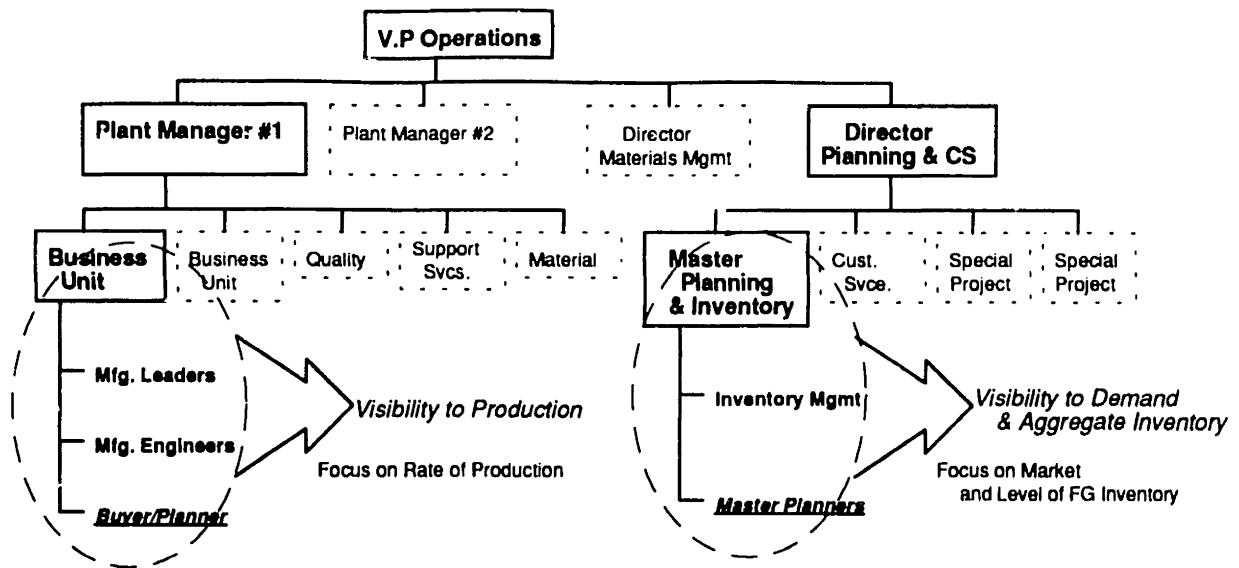 V.P Operations
Plant Manager #1
Plant Manager #2
Director
Materials Mgmt
Director
Planning & CS
Business
Unit
Business
Unit
Quality
Support
Svcs.
Material
Master
Planning
& Inventory
Cust.
Svce.
Special
Project
Special
Project
Mfg. Leaders
Mfg. Engineers
Buyer/Planner
Visibility to Production
Focus on Rate of Production
Inventory Mgmt
Master Planners
Visibility to Demand
& Aggregate Inventory
Focus on Market
and Level of FG Inventory